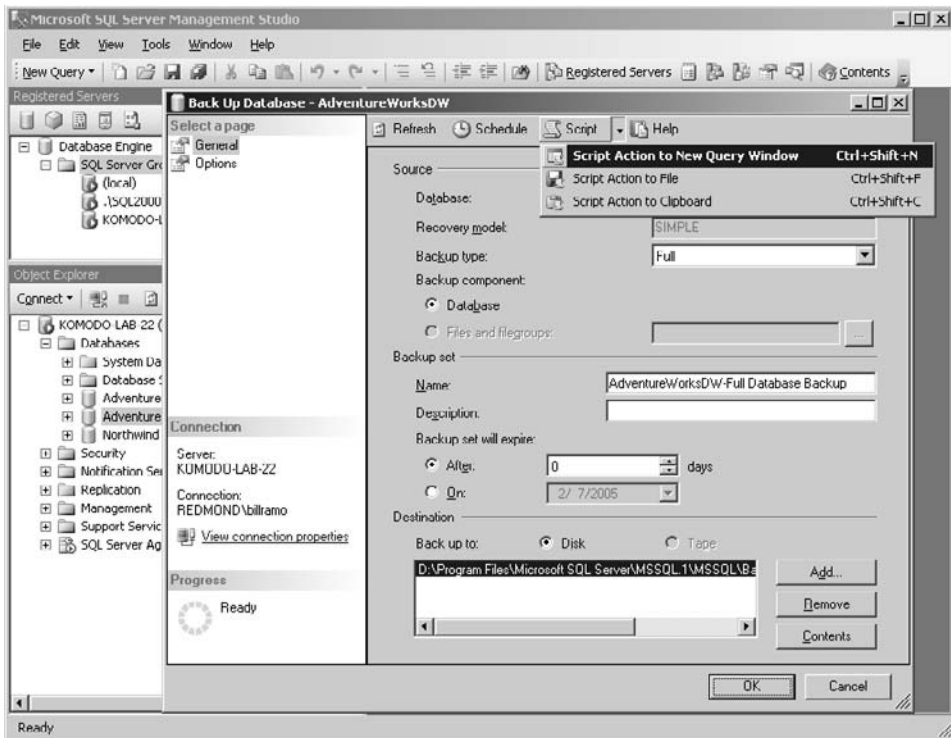 Microsoft SQL Server Management Studio
File Edit View Tools Window Help
New Query Registered Servers Contents
Registered Servers
Database Engine
SQL Server Gro
(local)
.\SQL2000
KOMODO-L
Object Explorer
Connect
KOMODO-LAB-22 (
Databases
System Da
Database S
Adventure
Adventure
Northwind
Security
Notification Ser
Replication
Management
Support Servic
SQL Server Ag
Back Up Database - AdventureWorksDW
Select a page
General
Options
Connection
Server:
KOMODO-LAB-22
Connection:
REDMOND\billramo
View connection properties
Progress
Ready
Refresh Schedule Script Help
Script Action to New Query Window Ctrl+Shift+N
Script Action to File Ctrl+Shift+F
Script Action to Clipboard Ctrl+Shift+C
Source
Database:
Recovery model: SIMPLE
Backup type: Full
Backup component:
Database
Files and filegroups: ...
Backup set
Name: AdventureWorksDW-Full Database Backup
Description:
Backup set will expire:
After: 0 days
On: 2/ 7/2005
Destination
Back up to: Disk Tape
D:\Program Files\Microsoft SQL Server\MSSQL.1\MSSQL\Ba
Add...
Remove
Contents
OK Cancel
Ready